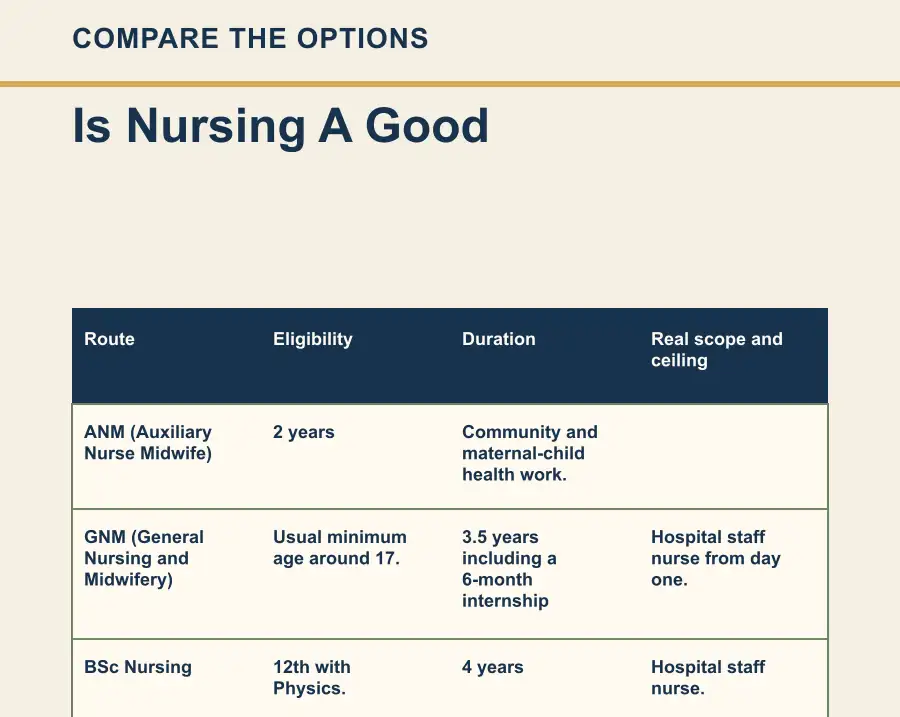 COMPARE THE OPTIONS
Is Nursing A Good
Route
Eligibility
Duration
Real scope and
ceiling
ANM (Auxiliary
Nurse Midwife)
2 years
Community and
maternal-child
health work.
GNM (General
Nursing and
Midwifery)
Usual minimum
age around 17.
3.5 years
including a
6-month
internship
Hospital staff
nurse from day
one.
BSc Nursing
12th with
Physics.
4 years
Hospital staff
nurse.